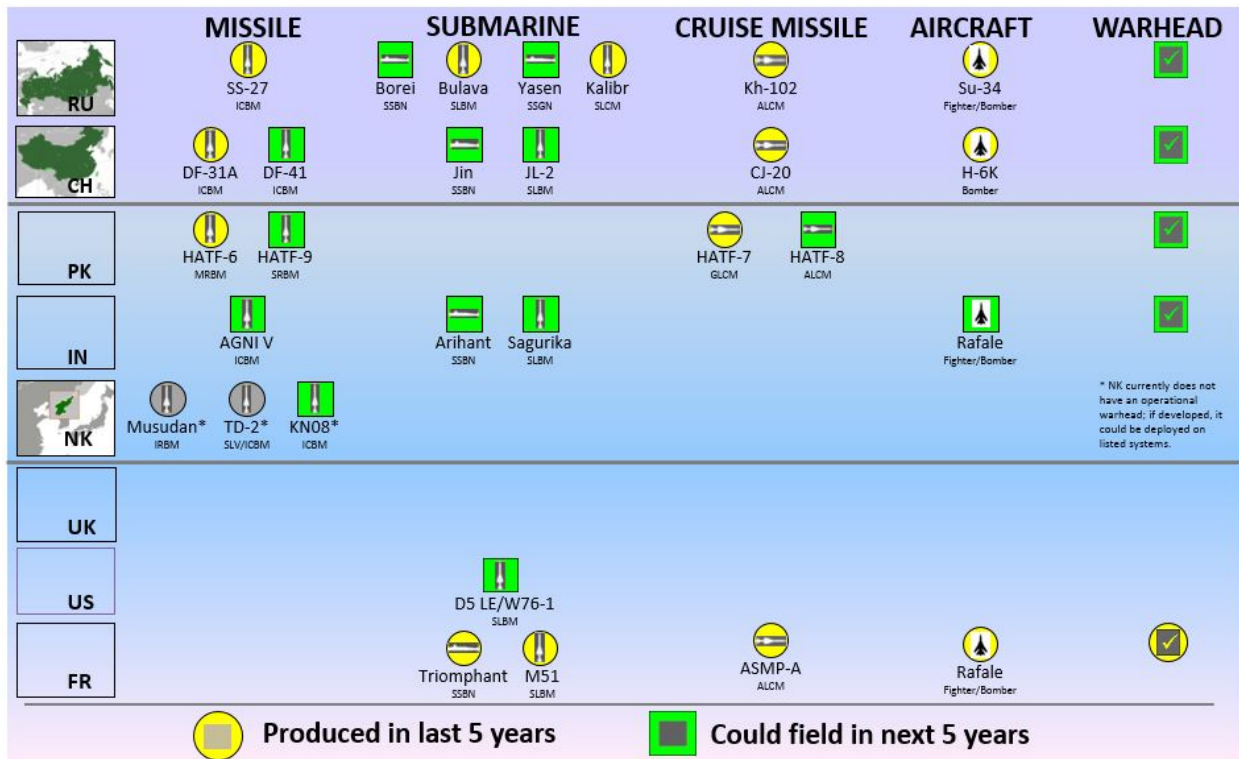 MISSILE SUBMARINE CRUISE MISSILE AIRCRAFT WARHEAD
RU
SS-27 Borei Bulava Yasen Kalibr Kh-102 Su-34
ICBM SSBN SLBM SSGN SLCM ALCM Fighter/Bomber
CH
DF-31A DF-41 Jin JL-2 CJ-20 H-6K
ICBM ICBM SSBN SLBM ALCM Bomber
PK
HATF-6 HATF-9 HATF-7 HATF-8
MRBM SRBM GLCM ALCM
IN
AGNI V Arihant Sagurika Rafale
ICBM SSBN SLBM Fighter/Bomber
NK
Musudan* TD-2* KN08*
IRBM SLV/ICBM ICBM
* NK currently does not
have an operational
warhead; if developed, it
could be deployed on
listed systems.
UK
US
D5 LE/W76-1
SLBM
FR
Triomphant M51 ASMP-A Rafale
SSBN SLBM ALCM Fighter/Bomber
Produced in last 5 years Could field in next 5 years